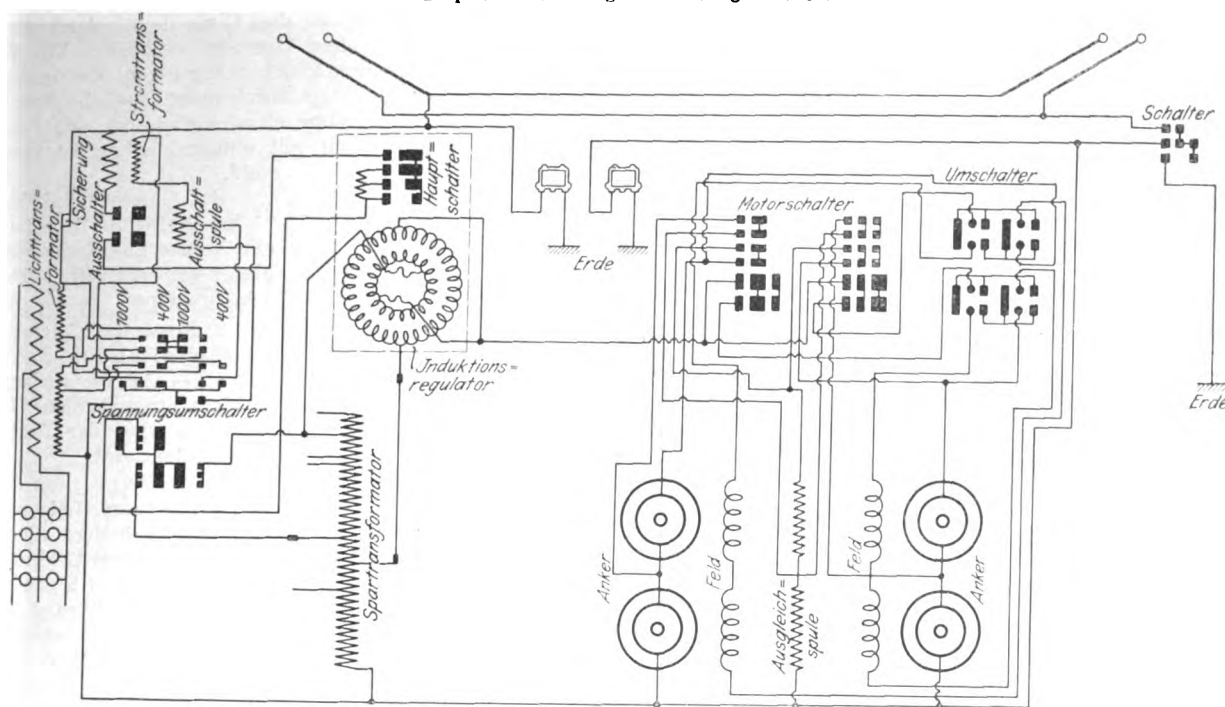 Stromtrans=
formator
Schalter
Sicherung
Haupt=
schalter
Lichttrans=
formator
Ausschalter
Ausschalt=
spule
Umschalter
Motorschalter
Erde
1000V
400V
1000V
400V
Jnduktions=
regulator
Erde
Spannungsumschalter
Spartransformator
Anker
Feld
Ausgleich=
spule
Feld
Anker